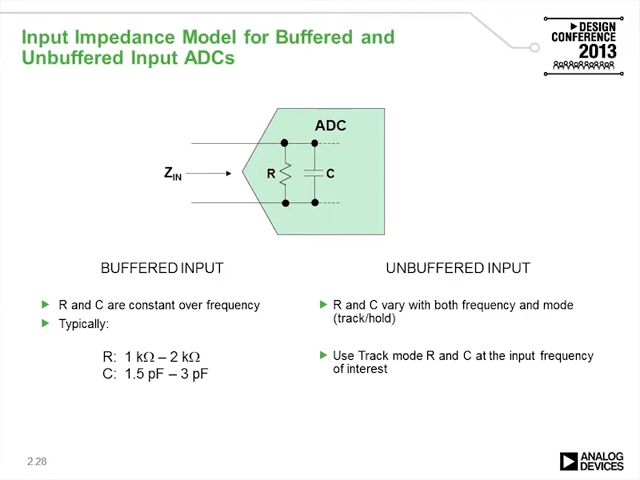 Input Impedance Model for Buffered and
Unbuffered Input ADCs
DESIGN
CONFERENCE
2013
ADC
ZIN
R
C
BUFFERED INPUT
R and C are constant over frequency
Typically:
R: 1 kΩ – 2 kΩ
C: 1.5 pF – 3 pF
UNBUFFERED INPUT
R and C vary with both frequency and mode
(track/hold)
Use Track mode R and C at the input frequency
of interest
2.28
ANALOG
DEVICES